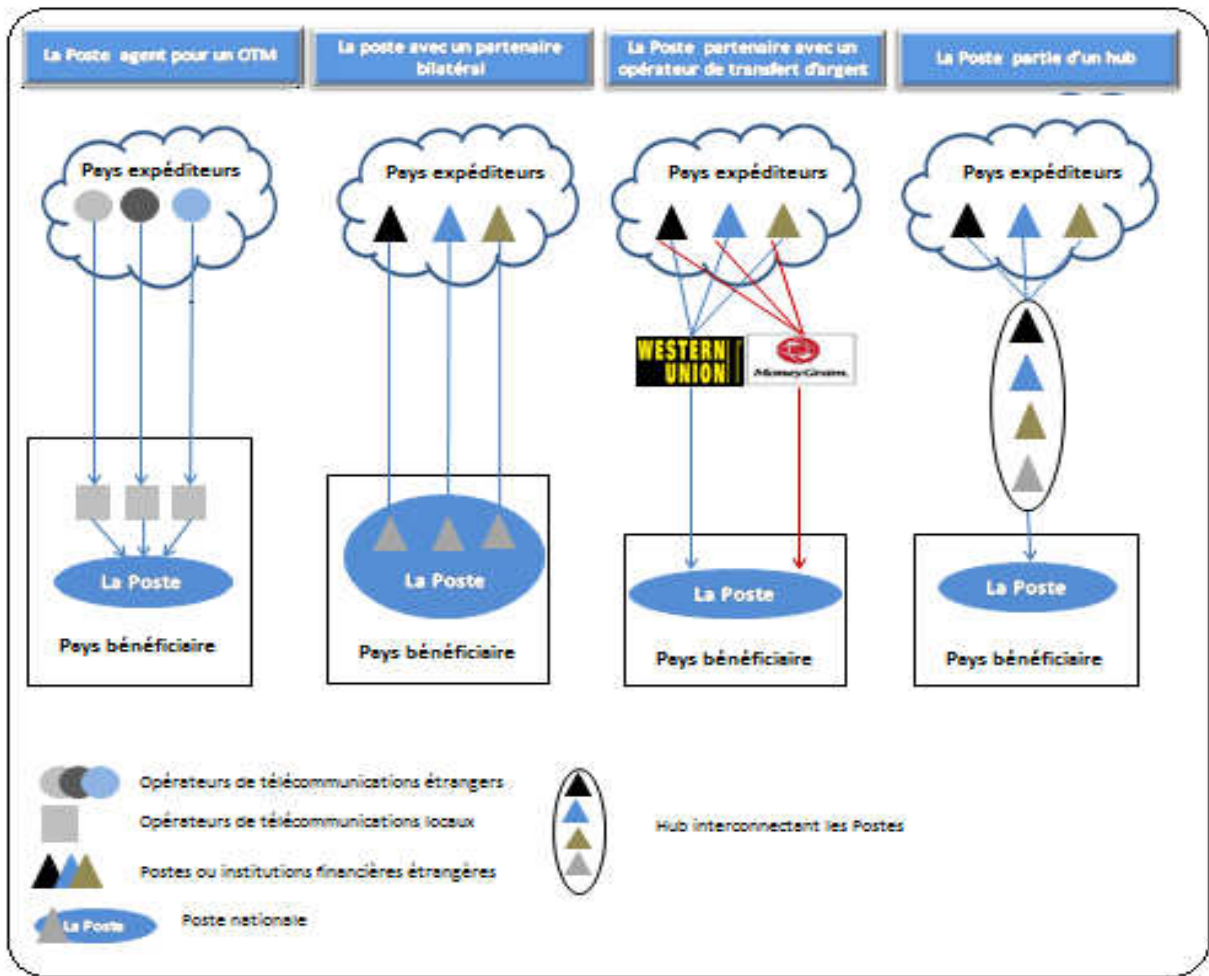 La Poste agent pour un OTM
La poste avec un partenaire
bilatéral
La Poste partenaire avec un
opérateur de transfert d'argent
La Poste partie d'un hub
Pays expéditeurs
Pays expéditeurs
Pays expéditeurs
Pays expéditeurs
WESTERN
UNION
MoneyGram.
La Poste
La Poste
La Poste
La Poste
Pays bénéficiaire
Pays bénéficiaire
Pays bénéficiaire
Pays bénéficiaire
Opérateurs de télécommunications étrangers
Opérateurs de télécommunications locaux
Postes ou institutions financières étrangères
La Poste
Poste nationale
Hub interconnectant les Postes